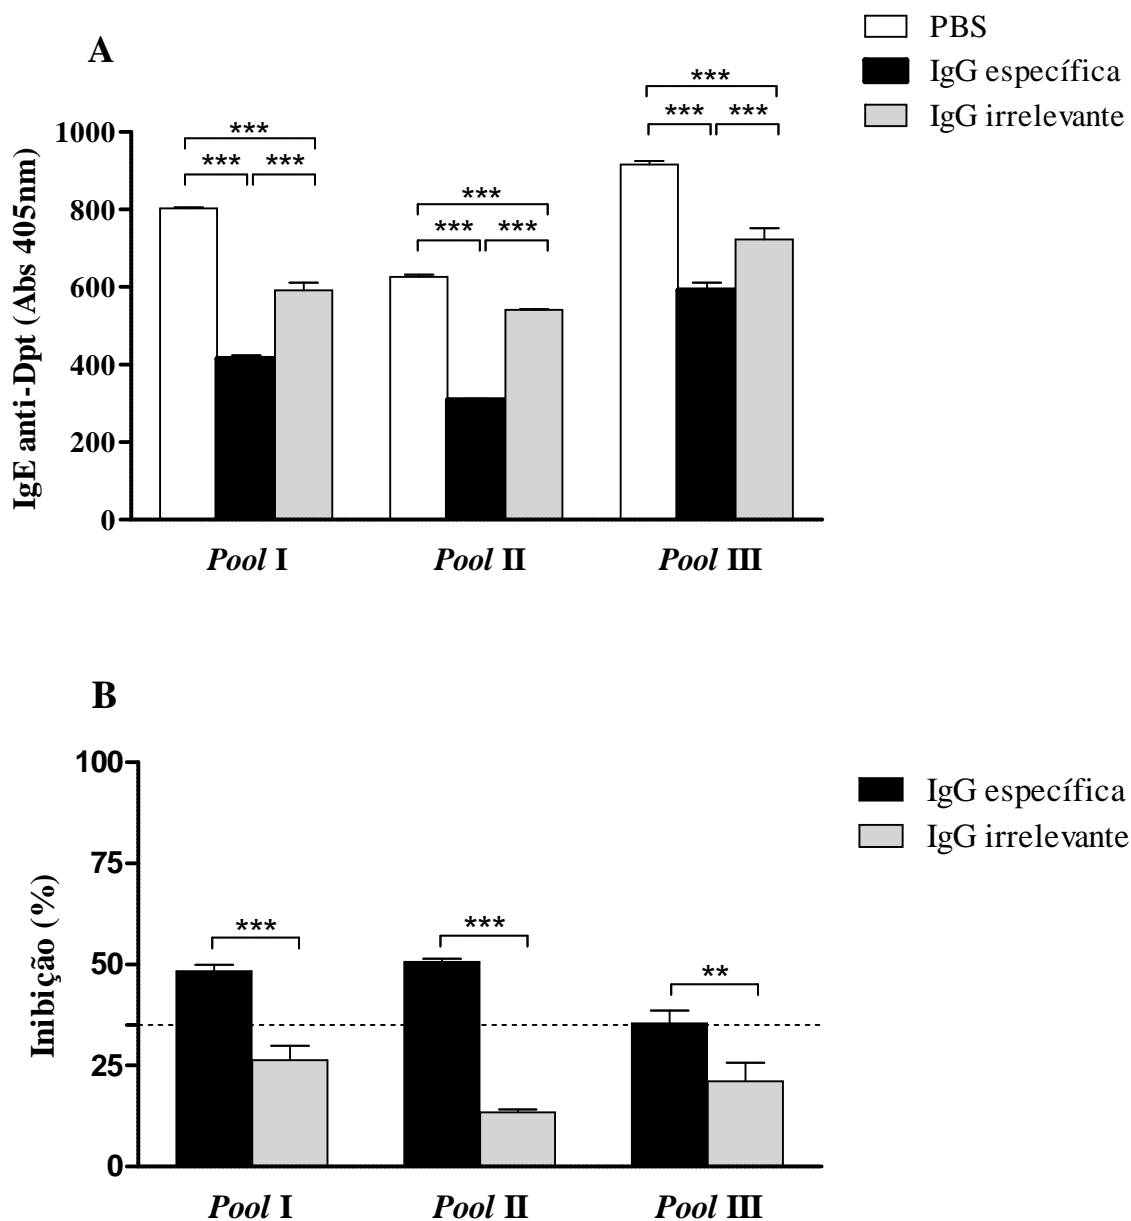 PBS
IgG específica
IgG irrelevante
A
IgE anti-Dpt (Abs 405nm)
1000
800
600
400
200
0
***
*** ***
***
*** ***
***
*** ***
Pool I
Pool II
Pool III
B
IgG específica
IgG irrelevante
Inibição (%)
100
75
50
25
0
***
***
**
Pool I
Pool II
Pool III